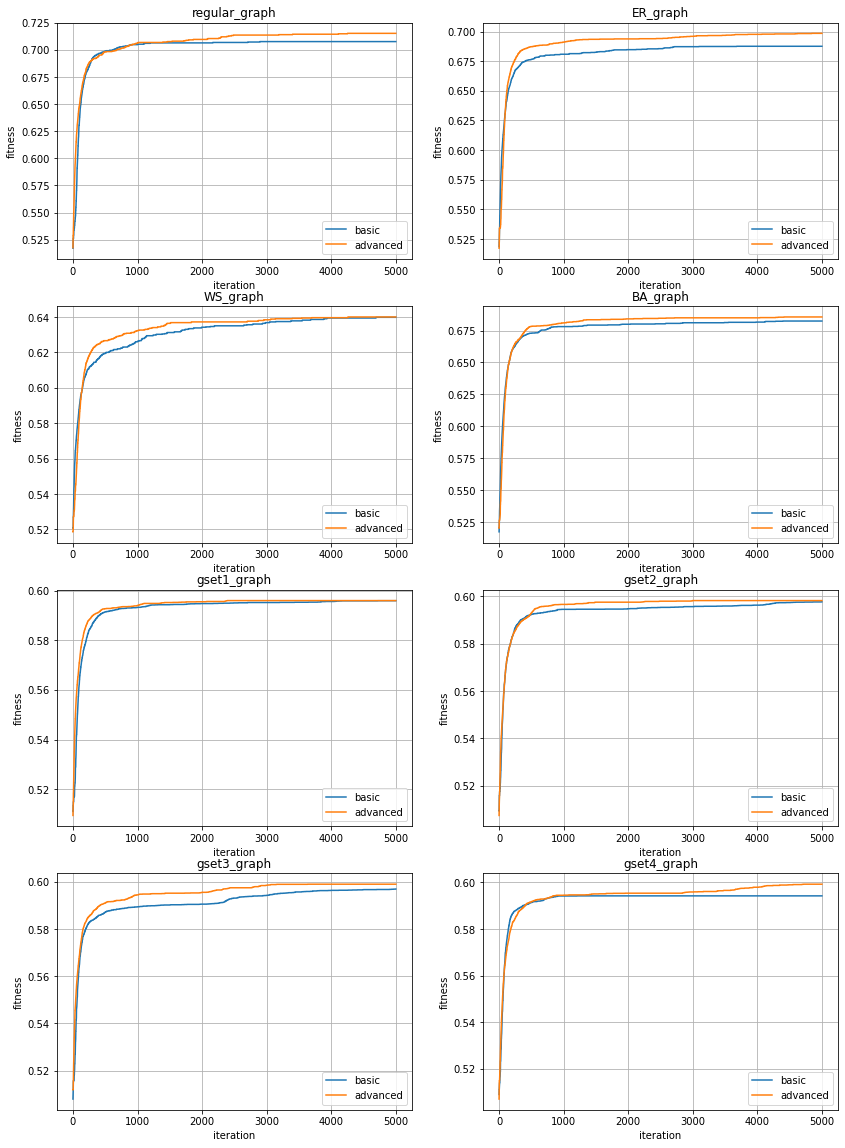 regular_graph
0.725
0.700
0.675
0.650
0.625
0.600
0.575
0.550
0.525
fitness
basic
advanced
0 1000 2000 3000 4000 5000
iteration
ER_graph
0.700
0.675
0.650
0.625
0.600
0.575
0.550
0.525
fitness
basic
advanced
0 1000 2000 3000 4000 5000
iteration
WS_graph
0.64
0.62
0.60
0.58
0.56
0.54
0.52
fitness
basic
advanced
0 1000 2000 3000 4000 5000
iteration
BA_graph
0.675
0.650
0.625
0.600
0.575
0.550
0.525
fitness
basic
advanced
0 1000 2000 3000 4000 5000
iteration
gset1_graph
0.60
0.58
0.56
0.54
0.52
fitness
basic
advanced
0 1000 2000 3000 4000 5000
iteration
gset2_graph
0.60
0.58
0.56
0.54
0.52
fitness
basic
advanced
0 1000 2000 3000 4000 5000
iteration
gset3_graph
0.60
0.58
0.56
0.54
0.52
fitness
basic
advanced
0 1000 2000 3000 4000 5000
iteration
gset4_graph
0.60
0.58
0.56
0.54
0.52
fitness
basic
advanced
0 1000 2000 3000 4000 5000
iteration